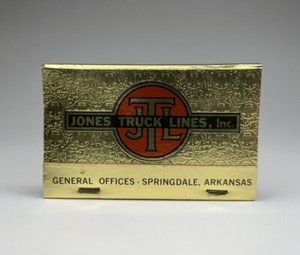 JTL
JONES TRUCK LINES, Inc.
GENERAL OFFICES - SPRINGDALE, ARKANSAS